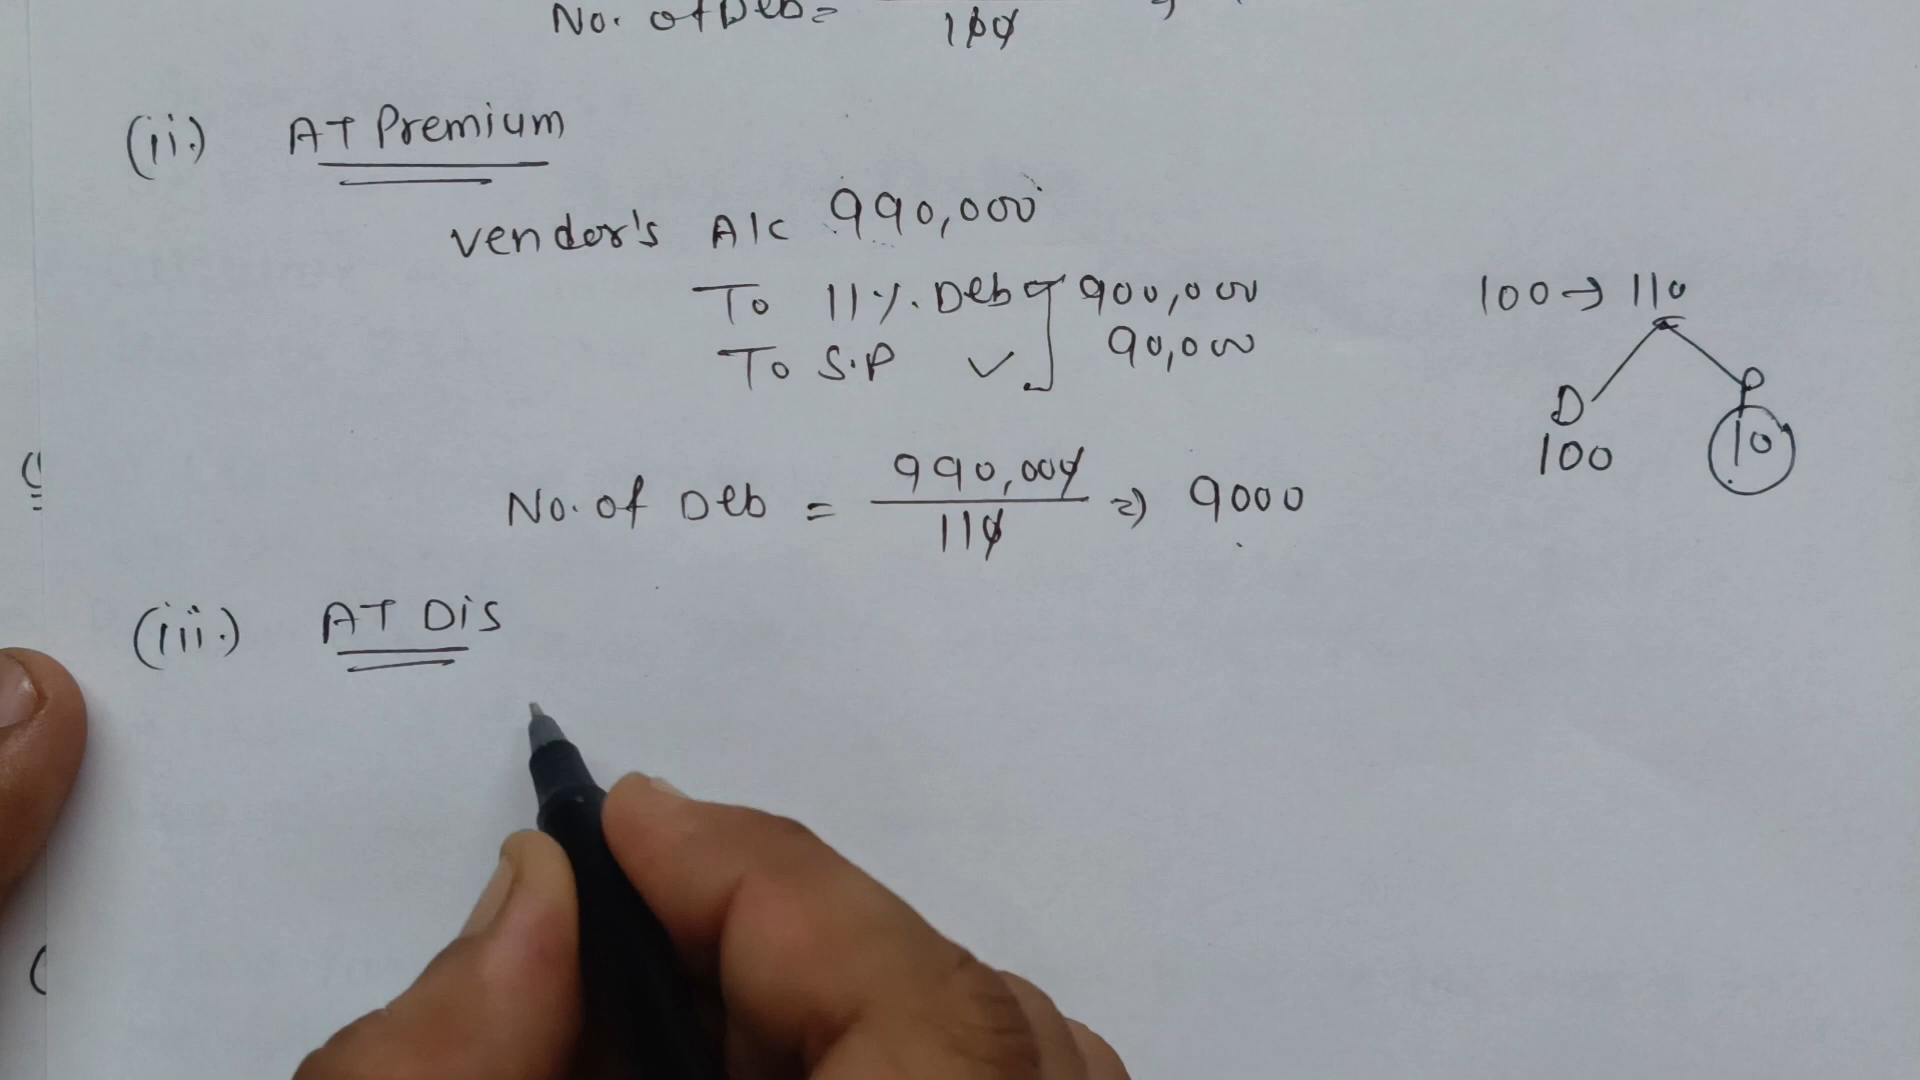 No. of Deb =
100
(ii) AT Premium
vendor's A/c 990,000
To 11%. Deb 900,000
To S.P ✓ 90,000
100 → 110
D P
100 10
No. of Deb = 990,000 / 110 ⇒ 9000
(iii.) AT Dis